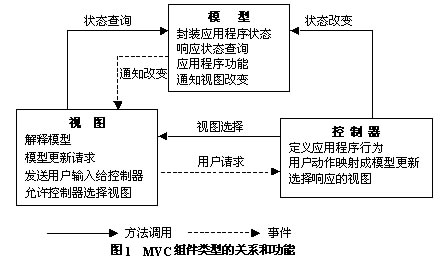 状态查询
模 型
状态改变
封装应用程序状态
响应状态查询
应用程序功能
通知视图改变
通知改变
视 图
解释模型
模型更新请求
发送用户输入给控制器
允许控制器选择视图
视图选择
用户请求
控 制 器
定义应用程序行为
用户动作映射成模型更新
选择响应的视图
方法调用
事件
图1 MVC组件类型的关系和功能